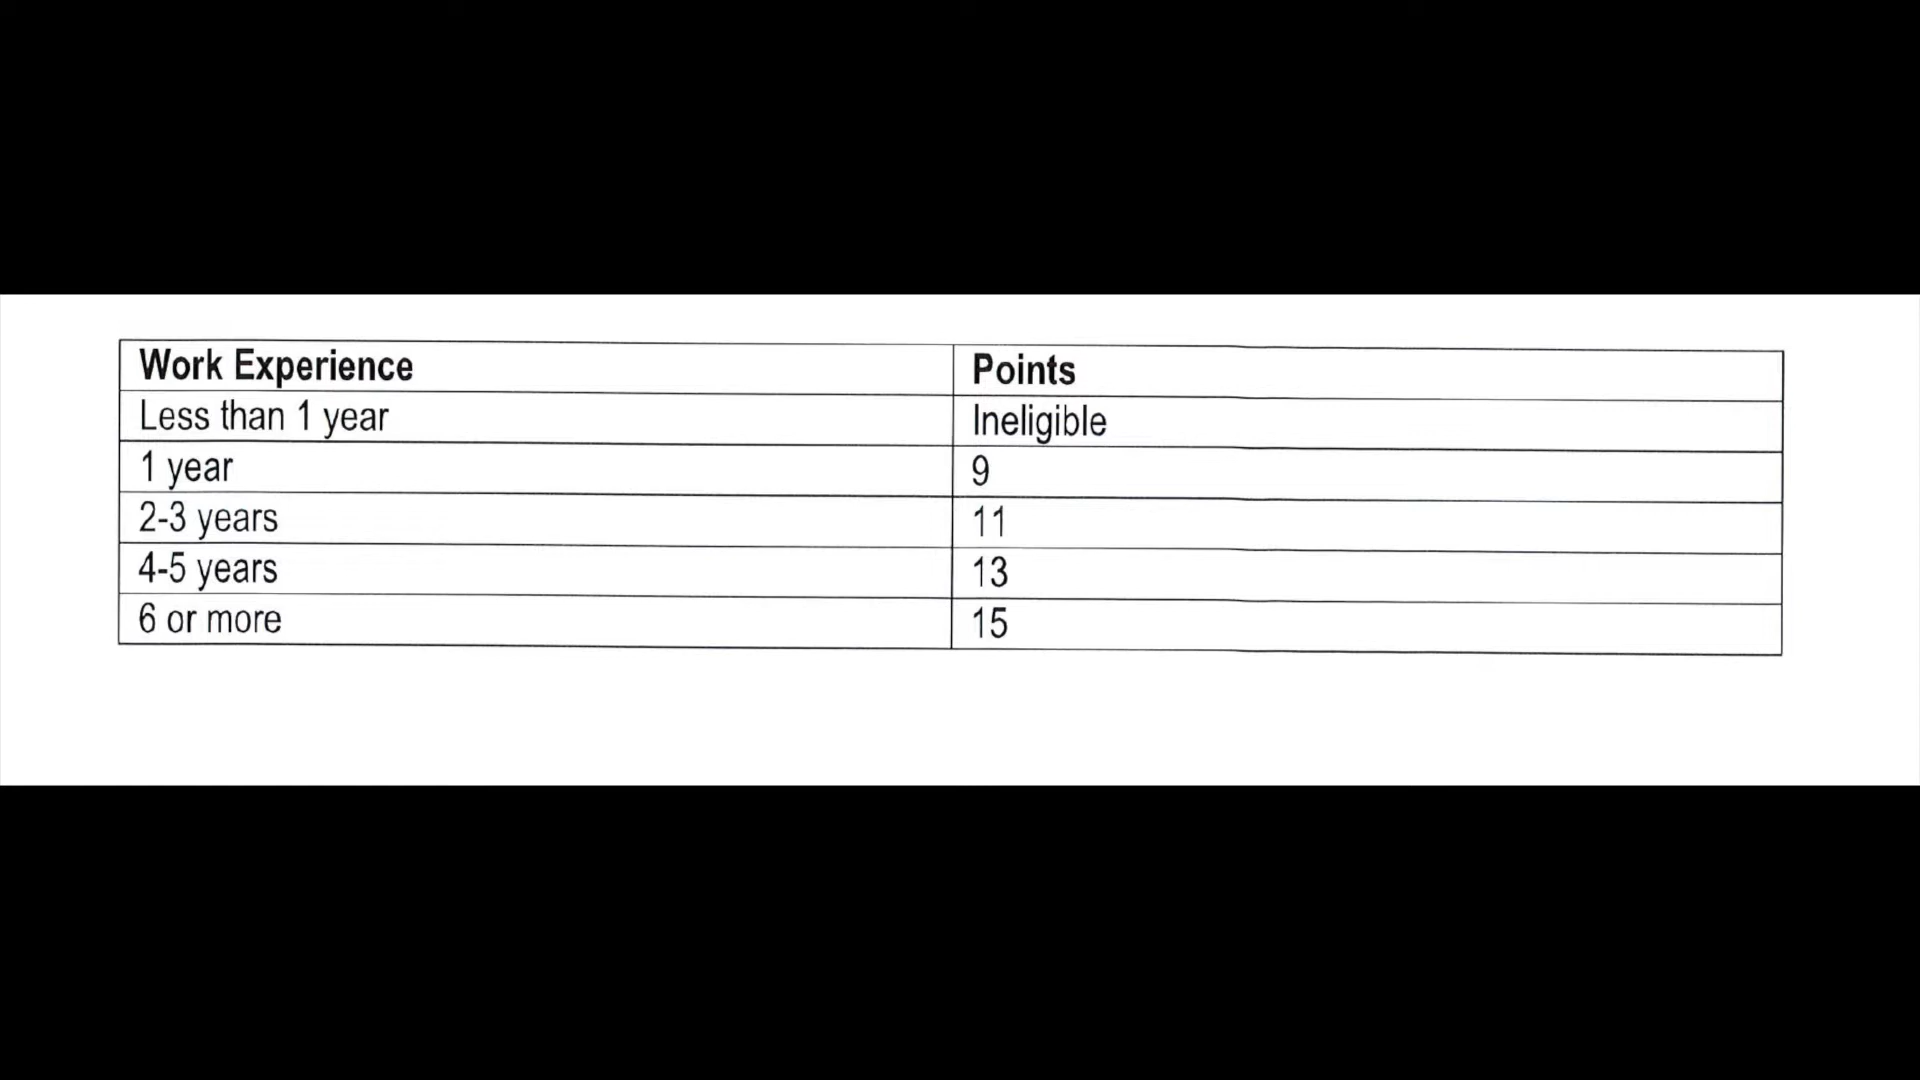 Work Experience Points
Less than 1 year Ineligible
1 year 9
2-3 years 11
4-5 years 13
6 or more 15